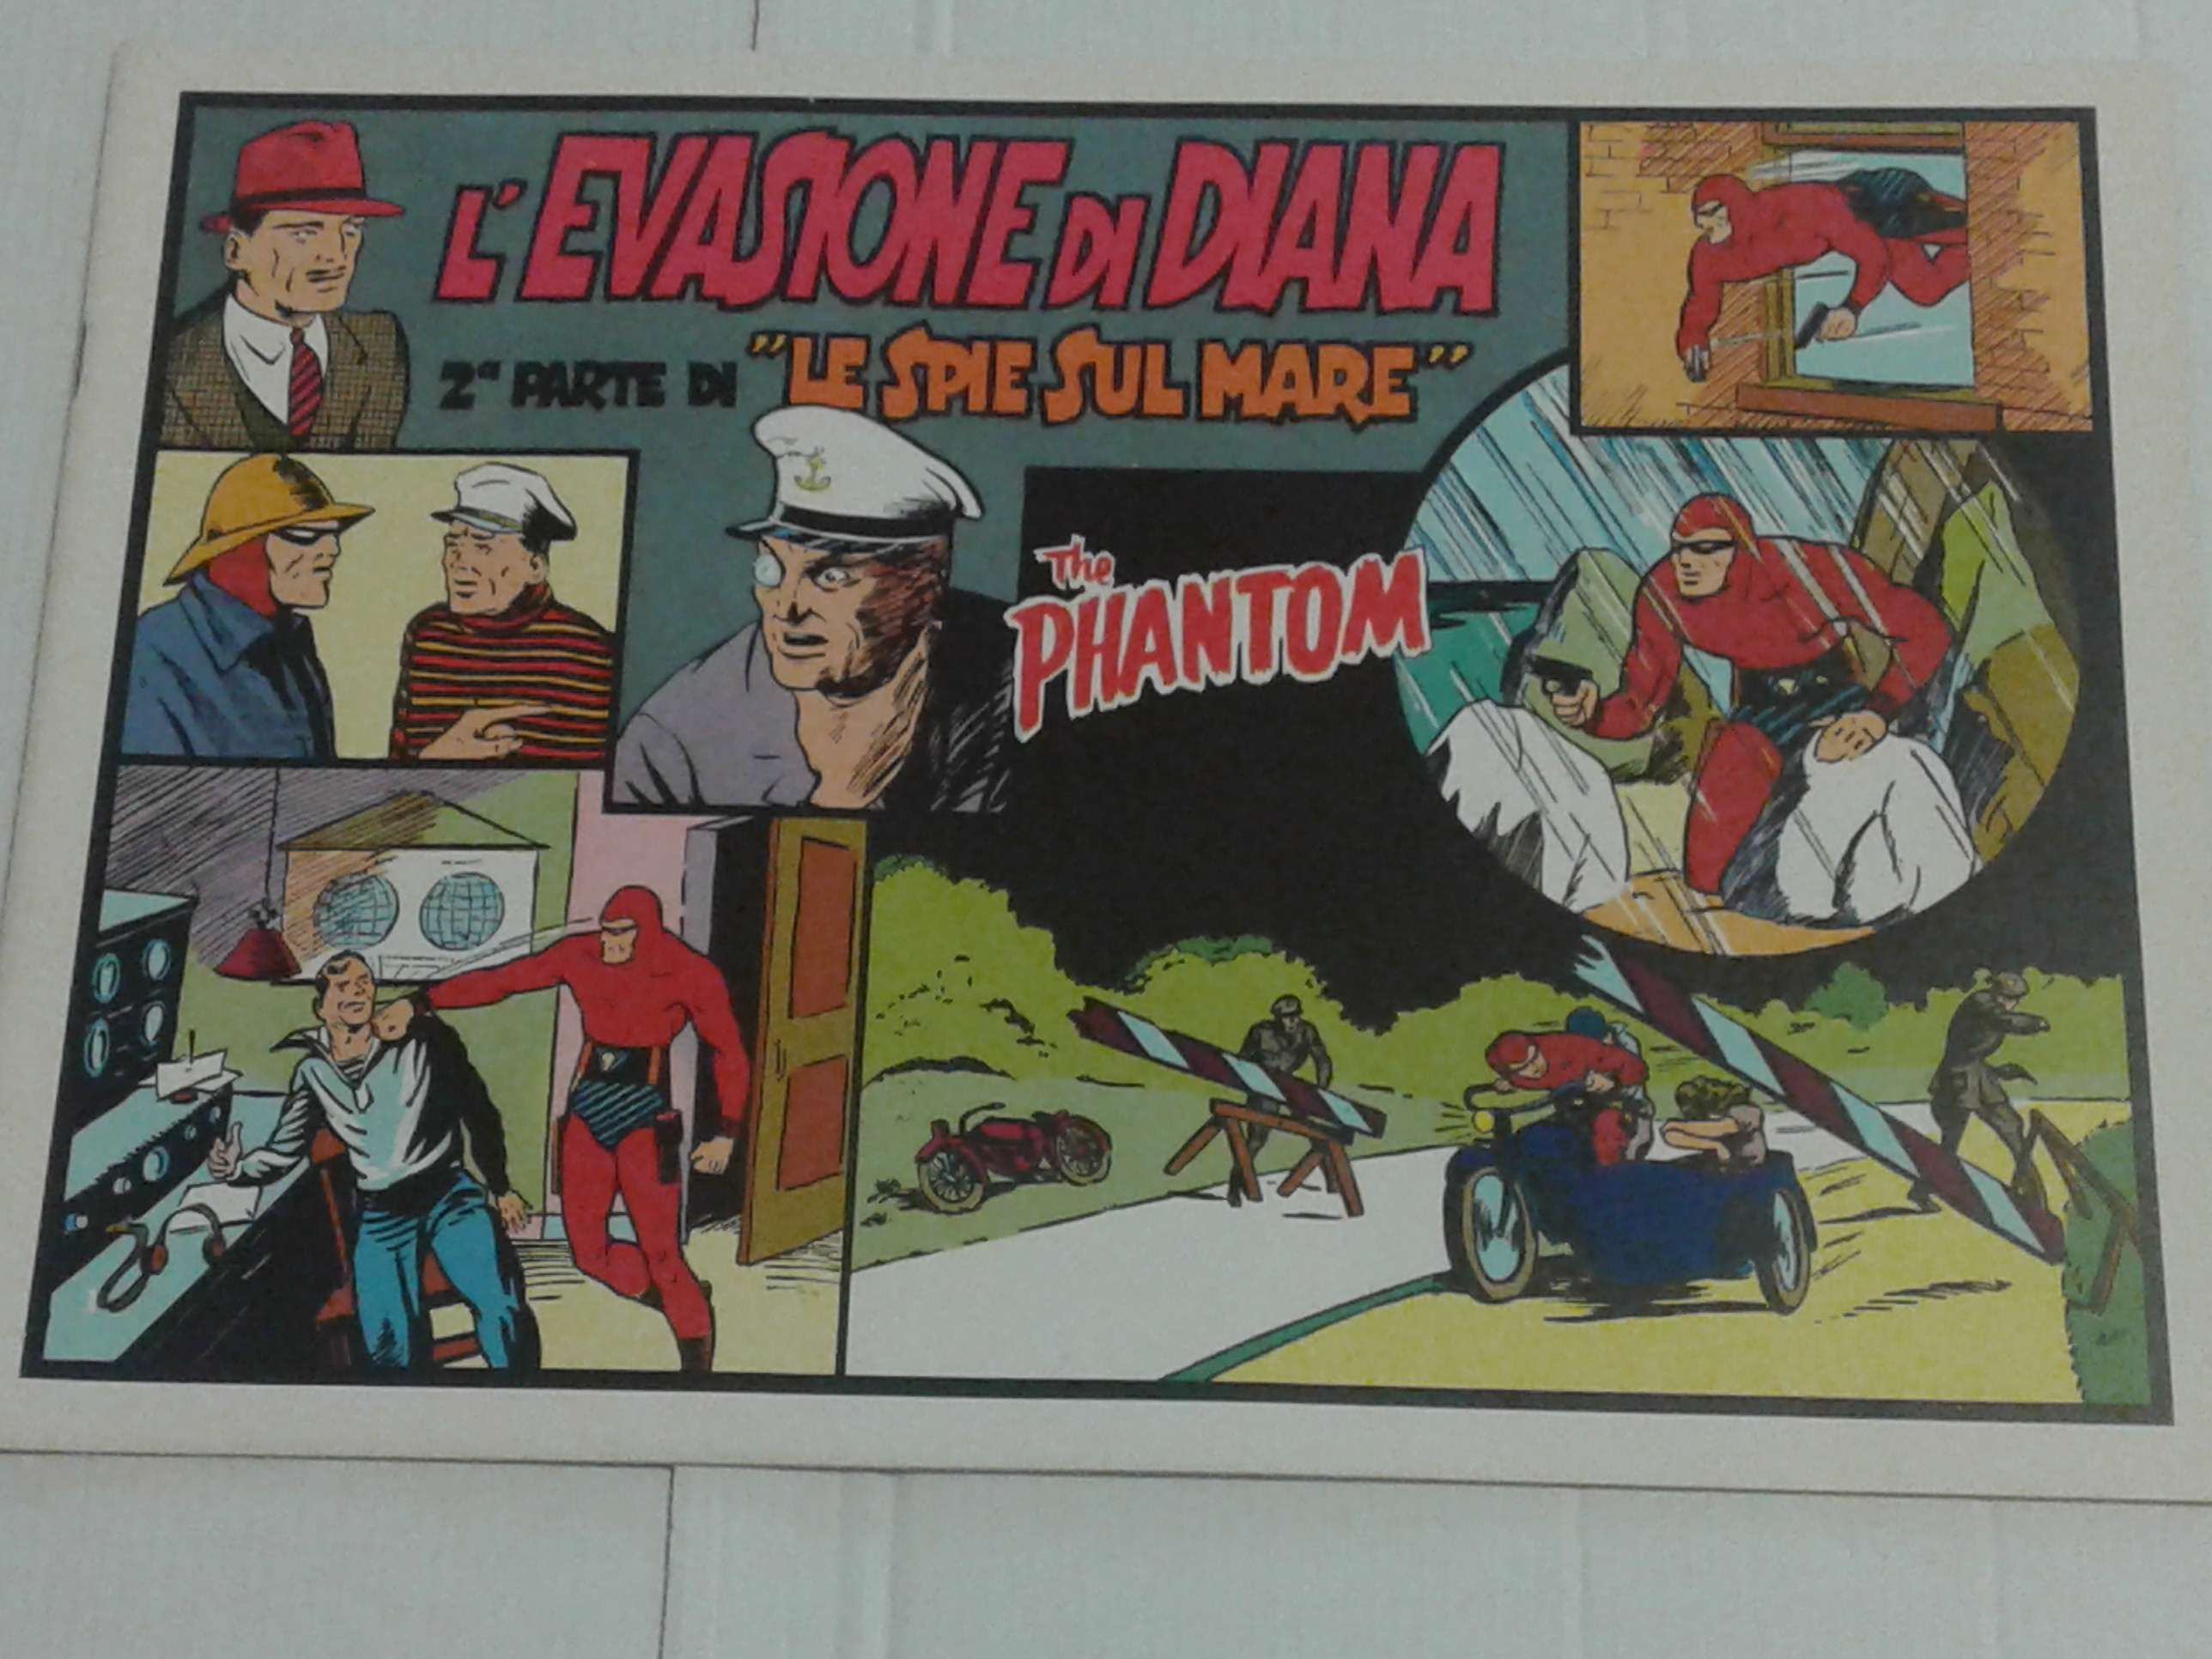 L'EVASIONE DI DIANA
2ª PARTE DI "LE SPIE SUL MARE"
The
PHANTOM